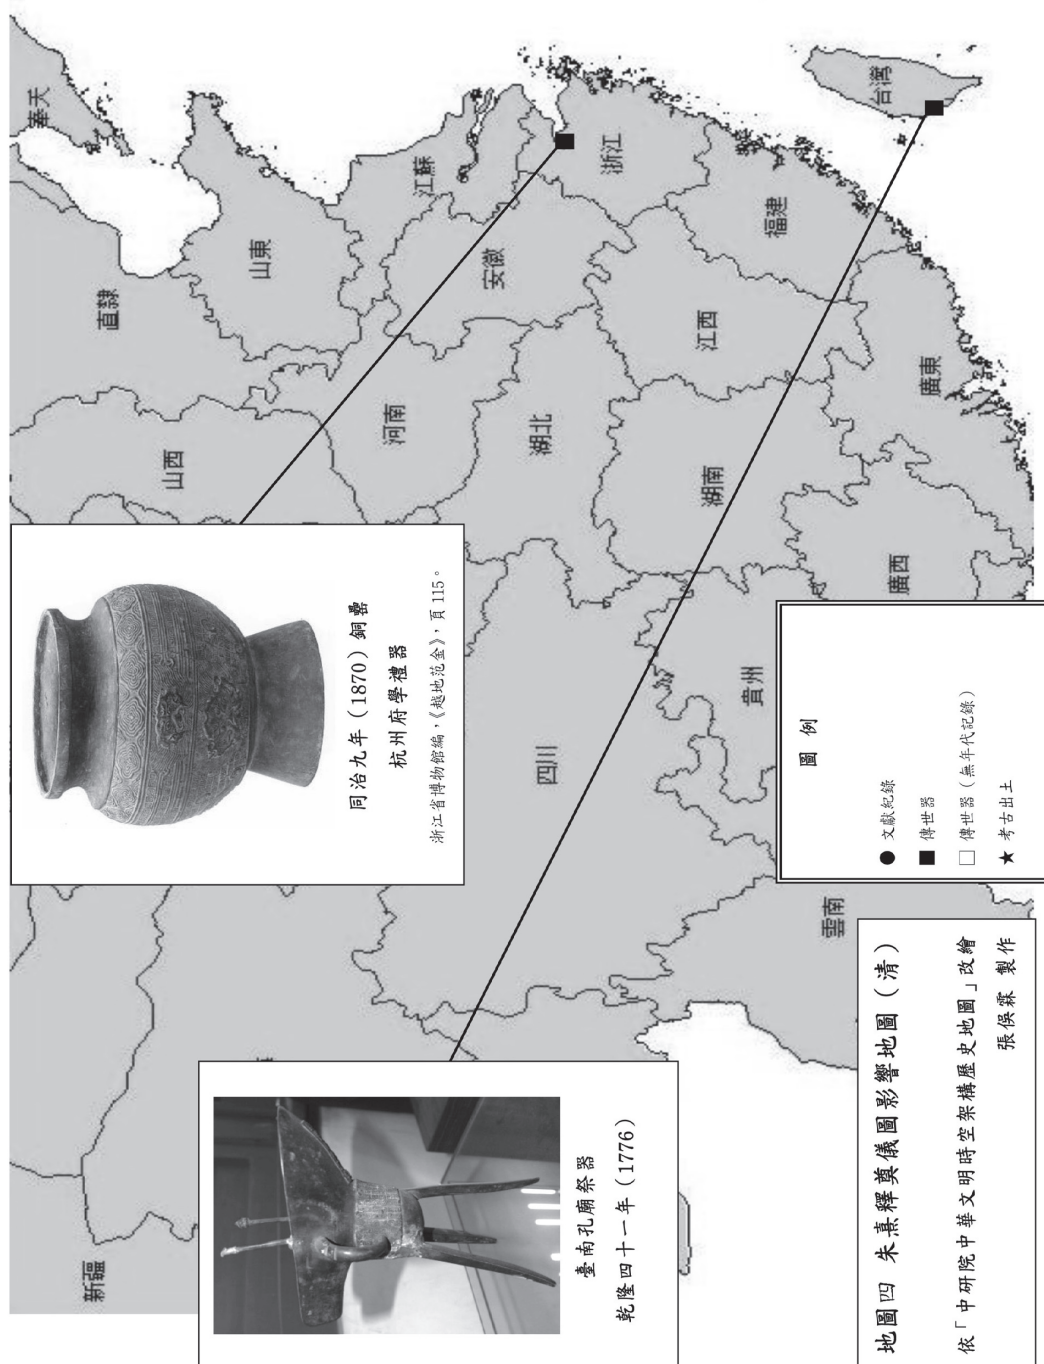 奉天
直隸
山東
山西
江蘇
河南
安徽
浙江
湖北
江西
福建
台灣
湖南
廣東
四川
貴州
廣西
雲南
新疆
同治九年（1870）銅罍
杭州府學禮器
浙江省博物館編，《越地范金》，頁 115。
臺南孔廟祭器
乾隆四十一年（1776）
圖 例
● 文獻紀錄
■ 傳世器
□ 傳世器（無年代記錄）
★ 考古出土
地圖四 朱熹釋奠儀圖影響地圖（清）
依「中研院中華文明時空架構歷史地圖」改繪
張俁霖 製作